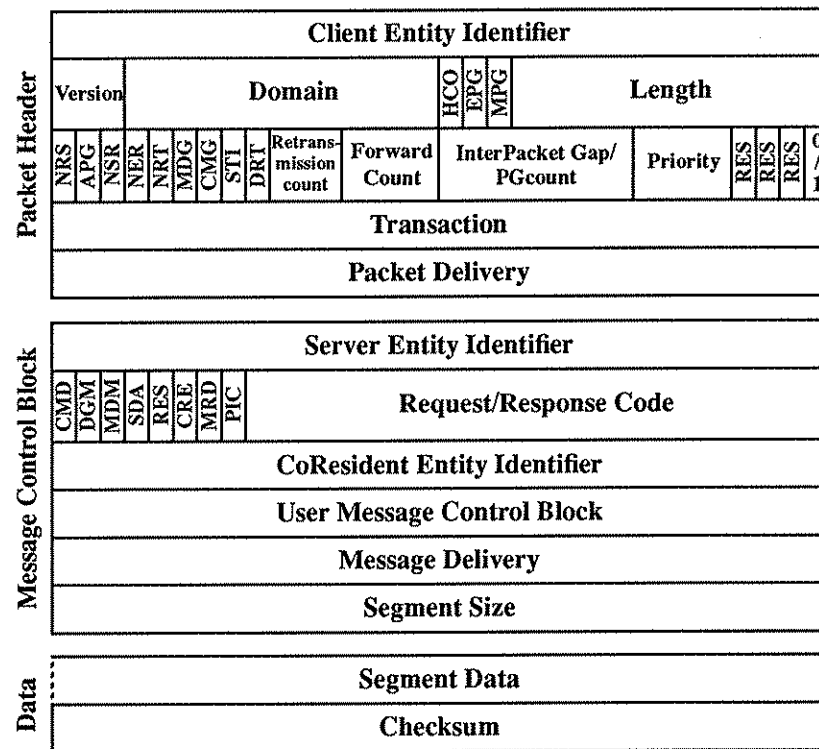 Packet Header
Client Entity Identifier
Version Domain HCO EPG MPG Length
NRS APG NSR NER NRT MDG CMG STI DRT Retrans-mission count Forward Count InterPacket Gap/ PGcount Priority RES RES RES 0/1
Transaction
Packet Delivery
Message Control Block
Server Entity Identifier
CMD DGM MDM SDA RES CRE MRD PIC Request/Response Code
CoResident Entity Identifier
User Message Control Block
Message Delivery
Segment Size
Data
Segment Data
Checksum